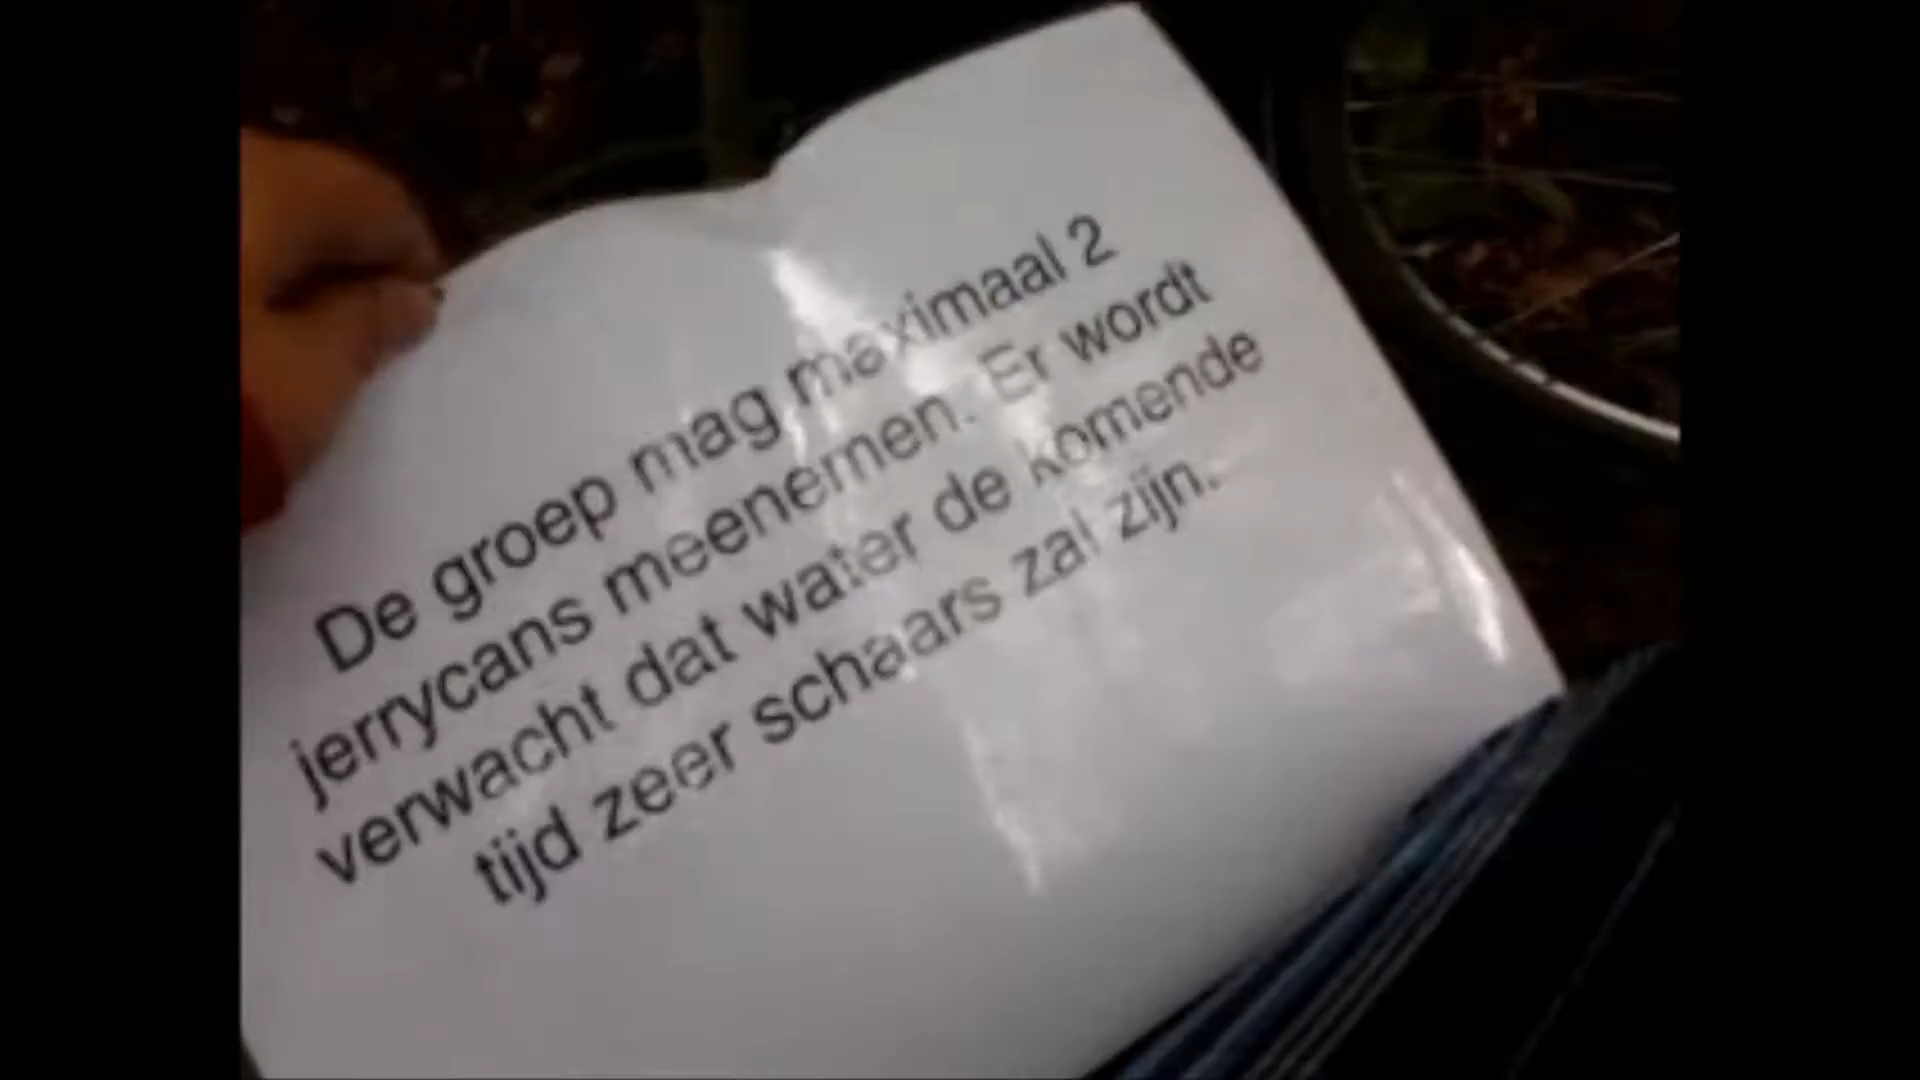 De groep mag maximaal 2
jerrycans meenemen. Er wordt
verwacht dat water de komende
tijd zeer schaars zal zijn.